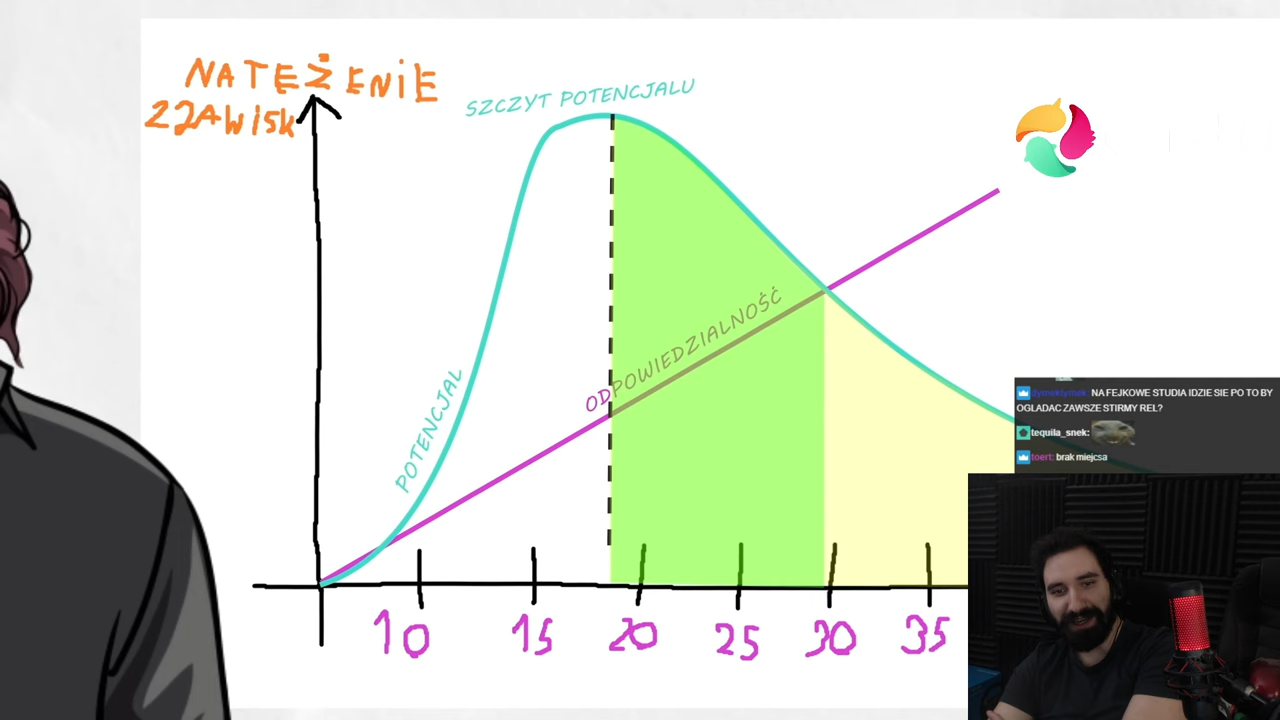 NATĘŻENIE
ZJAWISK
SZCZYT POTENCJAŁU
POTENCJAŁ
ODPOWIEDZIALNOŚĆ
10 15 20 25 30 35
NA FEJKOWE STUDIA IDZIE SIE PO TO BY
OGLADAC ZAWSZE STIRMY REL?
tequila_snek:
toert: brak miejcsa